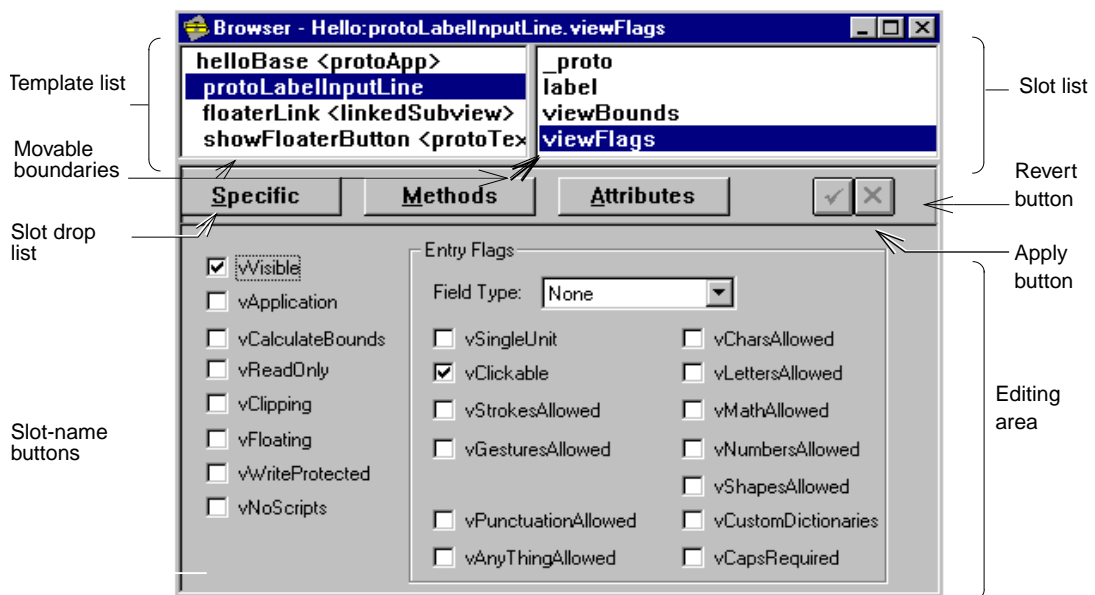 Browser - Hello:protoLabelInputLine.viewFlags
Template list
helloBase <protoApp>
protoLabelInputLine
floaterLink <linkedSubview>
showFloaterButton <protoTex
_proto
label
viewBounds
viewFlags
Slot list
Movable
boundaries
Specific
Methods
Attributes
Revert
button
Slot drop
list
Apply
button
vVisible
vApplication
vCalculateBounds
vReadOnly
vClipping
vFloating
vWriteProtected
vNoScripts
Entry Flags
Field Type:
None
vSingleUnit
vClickable
vStrokesAllowed
vGesturesAllowed
vPunctuationAllowed
vAnyThingAllowed
vCharsAllowed
vLettersAllowed
vMathAllowed
vNumbersAllowed
vShapesAllowed
vCustomDictionaries
vCapsRequired
Editing
area
Slot-name
buttons